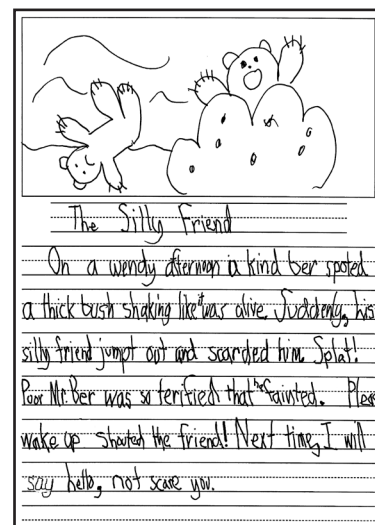 The Silly Friend
On a wendy afternoon a kind ber spoted
a thick bush shaking like it was alive. Suddenly, his
silly friend jumpt out and scarded him. Splat!
Poor Mr. Ber was so terified that he fainted. Pleas
wake up shouted the friend! Next time, I will
say hello, not scare you.